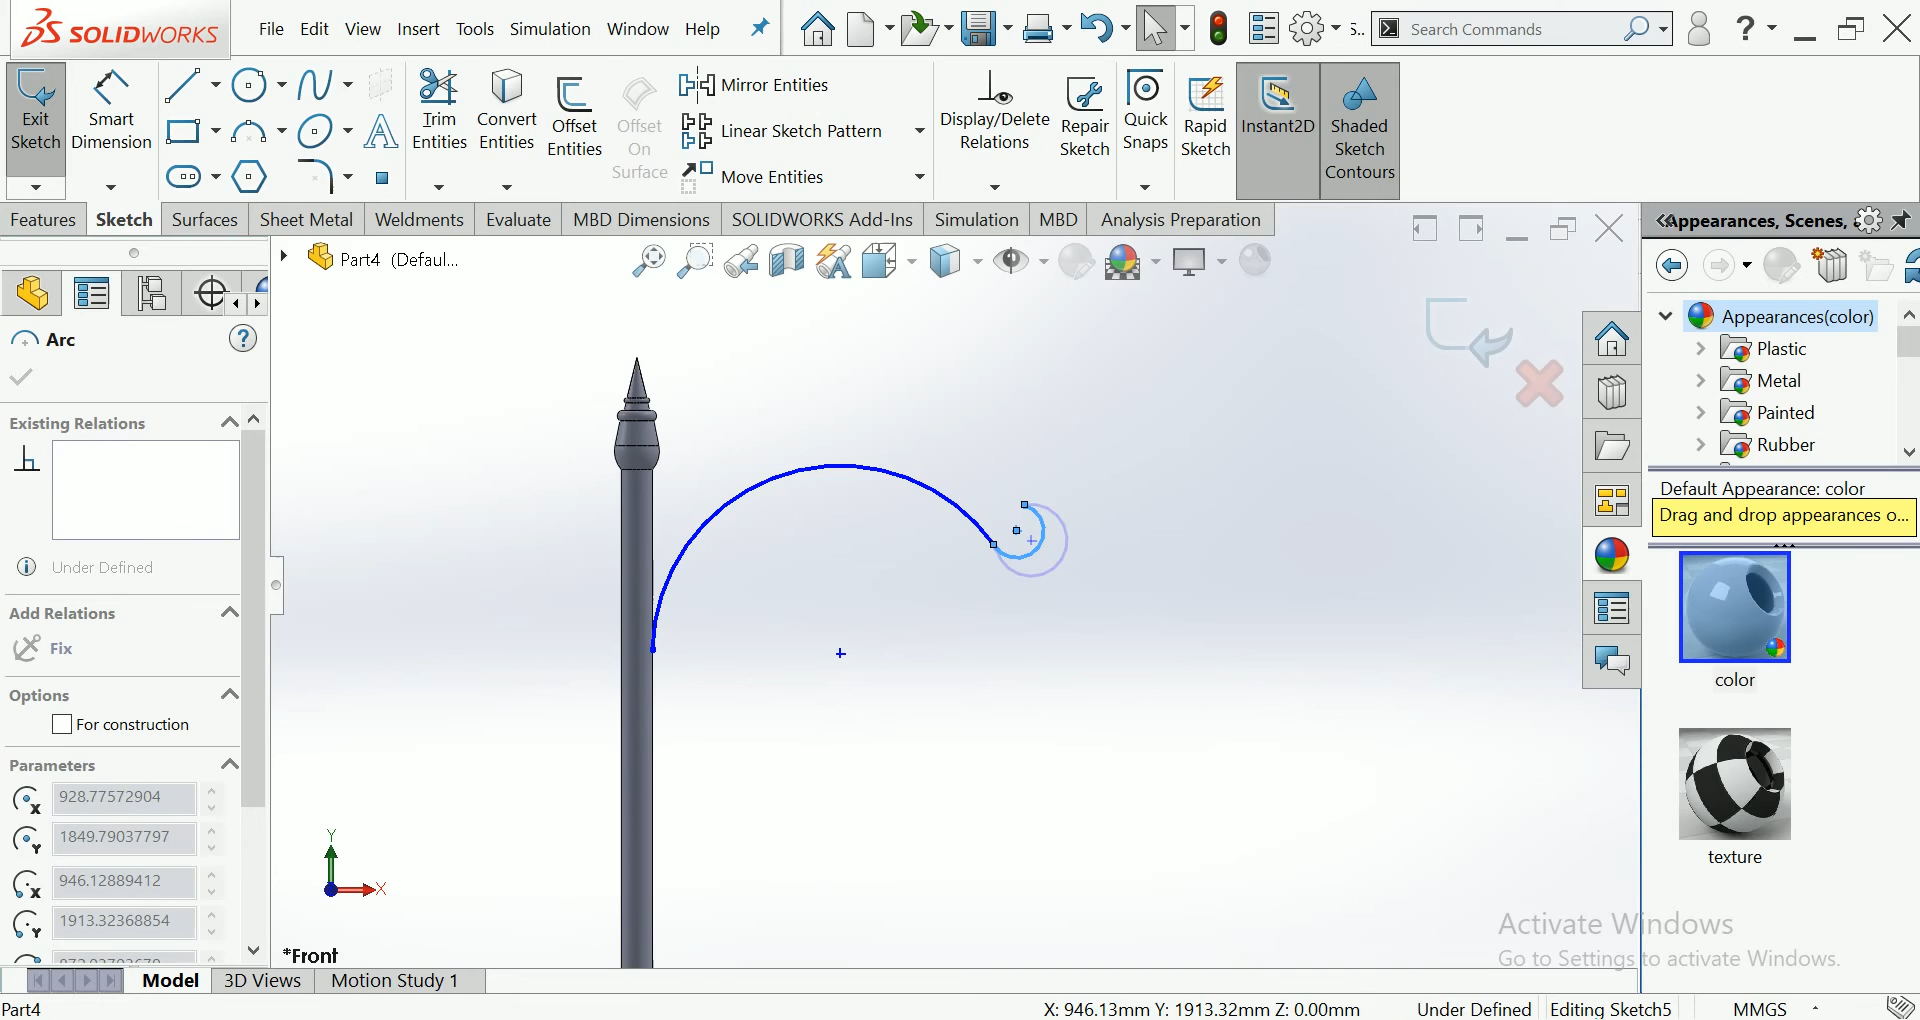 SOLIDWORKS
File Edit View Insert Tools Simulation Window Help
S..
Search Commands
Exit Sketch
Smart Dimension
Trim Entities
Convert Entities
Offset Entities
Offset On Surface
Mirror Entities
Linear Sketch Pattern
Move Entities
Display/Delete Relations
Repair Sketch
Quick Snaps
Rapid Sketch
Instant2D
Shaded Sketch Contours
Features Sketch Surfaces Sheet Metal Weldments Evaluate MBD Dimensions SOLIDWORKS Add-Ins Simulation MBD Analysis Preparation
Appearances, Scenes,
Part4 (Defaul...
Arc
Existing Relations
Under Defined
Add Relations
Fix
Options
For construction
Parameters
928.77572904
1849.79037797
946.12889412
1913.32368854
Y
X
*Front
Appearances(color)
Plastic
Metal
Painted
Rubber
Default Appearance: color
Drag and drop appearances o...
color
texture
Activate Windows
Go to Settings to activate Windows.
Model 3D Views Motion Study 1
Part4
X: 946.13mm Y: 1913.32mm Z: 0.00mm
Under Defined
Editing Sketch5
MMGS